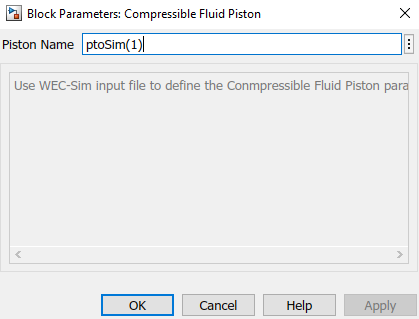 Block Parameters: Compressible Fluid Piston
Piston Name ptoSim(1)
Use WEC-Sim input file to define the Conmpressible Fluid Piston para
OK Cancel Help Apply